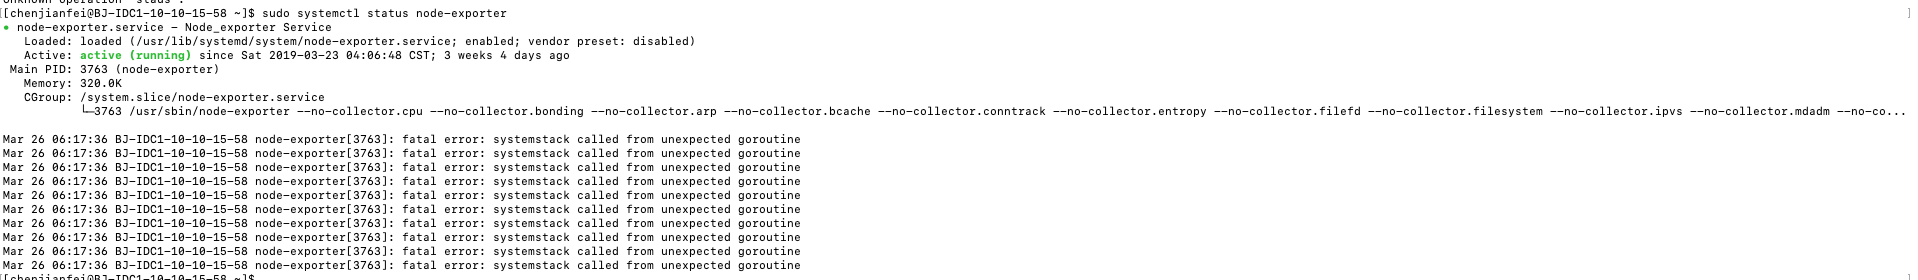 [[chenjianfei@BJ-IDC1-10-10-15-58 ~]$ sudo systemctl status node-exporter ]
● node-exporter.service - Node_exporter Service
Loaded: loaded (/usr/lib/systemd/system/node-exporter.service; enabled; vendor preset: disabled)
Active: active (running) since Sat 2019-03-23 04:06:48 CST; 3 weeks 4 days ago
Main PID: 3763 (node-exporter)
Memory: 320.0K
CGroup: /system.slice/node-exporter.service
└─3763 /usr/sbin/node-exporter --no-collector.cpu --no-collector.bonding --no-collector.arp --no-collector.bcache --no-collector.conntrack --no-collector.entropy --no-collector.filefd --no-collector.filesystem --no-collector.ipvs --no-collector.mdadm --no-co...
Mar 26 06:17:36 BJ-IDC1-10-10-15-58 node-exporter[3763]: fatal error: systemstack called from unexpected goroutine
Mar 26 06:17:36 BJ-IDC1-10-10-15-58 node-exporter[3763]: fatal error: systemstack called from unexpected goroutine
Mar 26 06:17:36 BJ-IDC1-10-10-15-58 node-exporter[3763]: fatal error: systemstack called from unexpected goroutine
Mar 26 06:17:36 BJ-IDC1-10-10-15-58 node-exporter[3763]: fatal error: systemstack called from unexpected goroutine
Mar 26 06:17:36 BJ-IDC1-10-10-15-58 node-exporter[3763]: fatal error: systemstack called from unexpected goroutine
Mar 26 06:17:36 BJ-IDC1-10-10-15-58 node-exporter[3763]: fatal error: systemstack called from unexpected goroutine
Mar 26 06:17:36 BJ-IDC1-10-10-15-58 node-exporter[3763]: fatal error: systemstack called from unexpected goroutine
Mar 26 06:17:36 BJ-IDC1-10-10-15-58 node-exporter[3763]: fatal error: systemstack called from unexpected goroutine
Mar 26 06:17:36 BJ-IDC1-10-10-15-58 node-exporter[3763]: fatal error: systemstack called from unexpected goroutine
Mar 26 06:17:36 BJ-IDC1-10-10-15-58 node-exporter[3763]: fatal error: systemstack called from unexpected goroutine
[[chenjianfei@BJ-IDC1-10-10-15-58 ~]$ ]